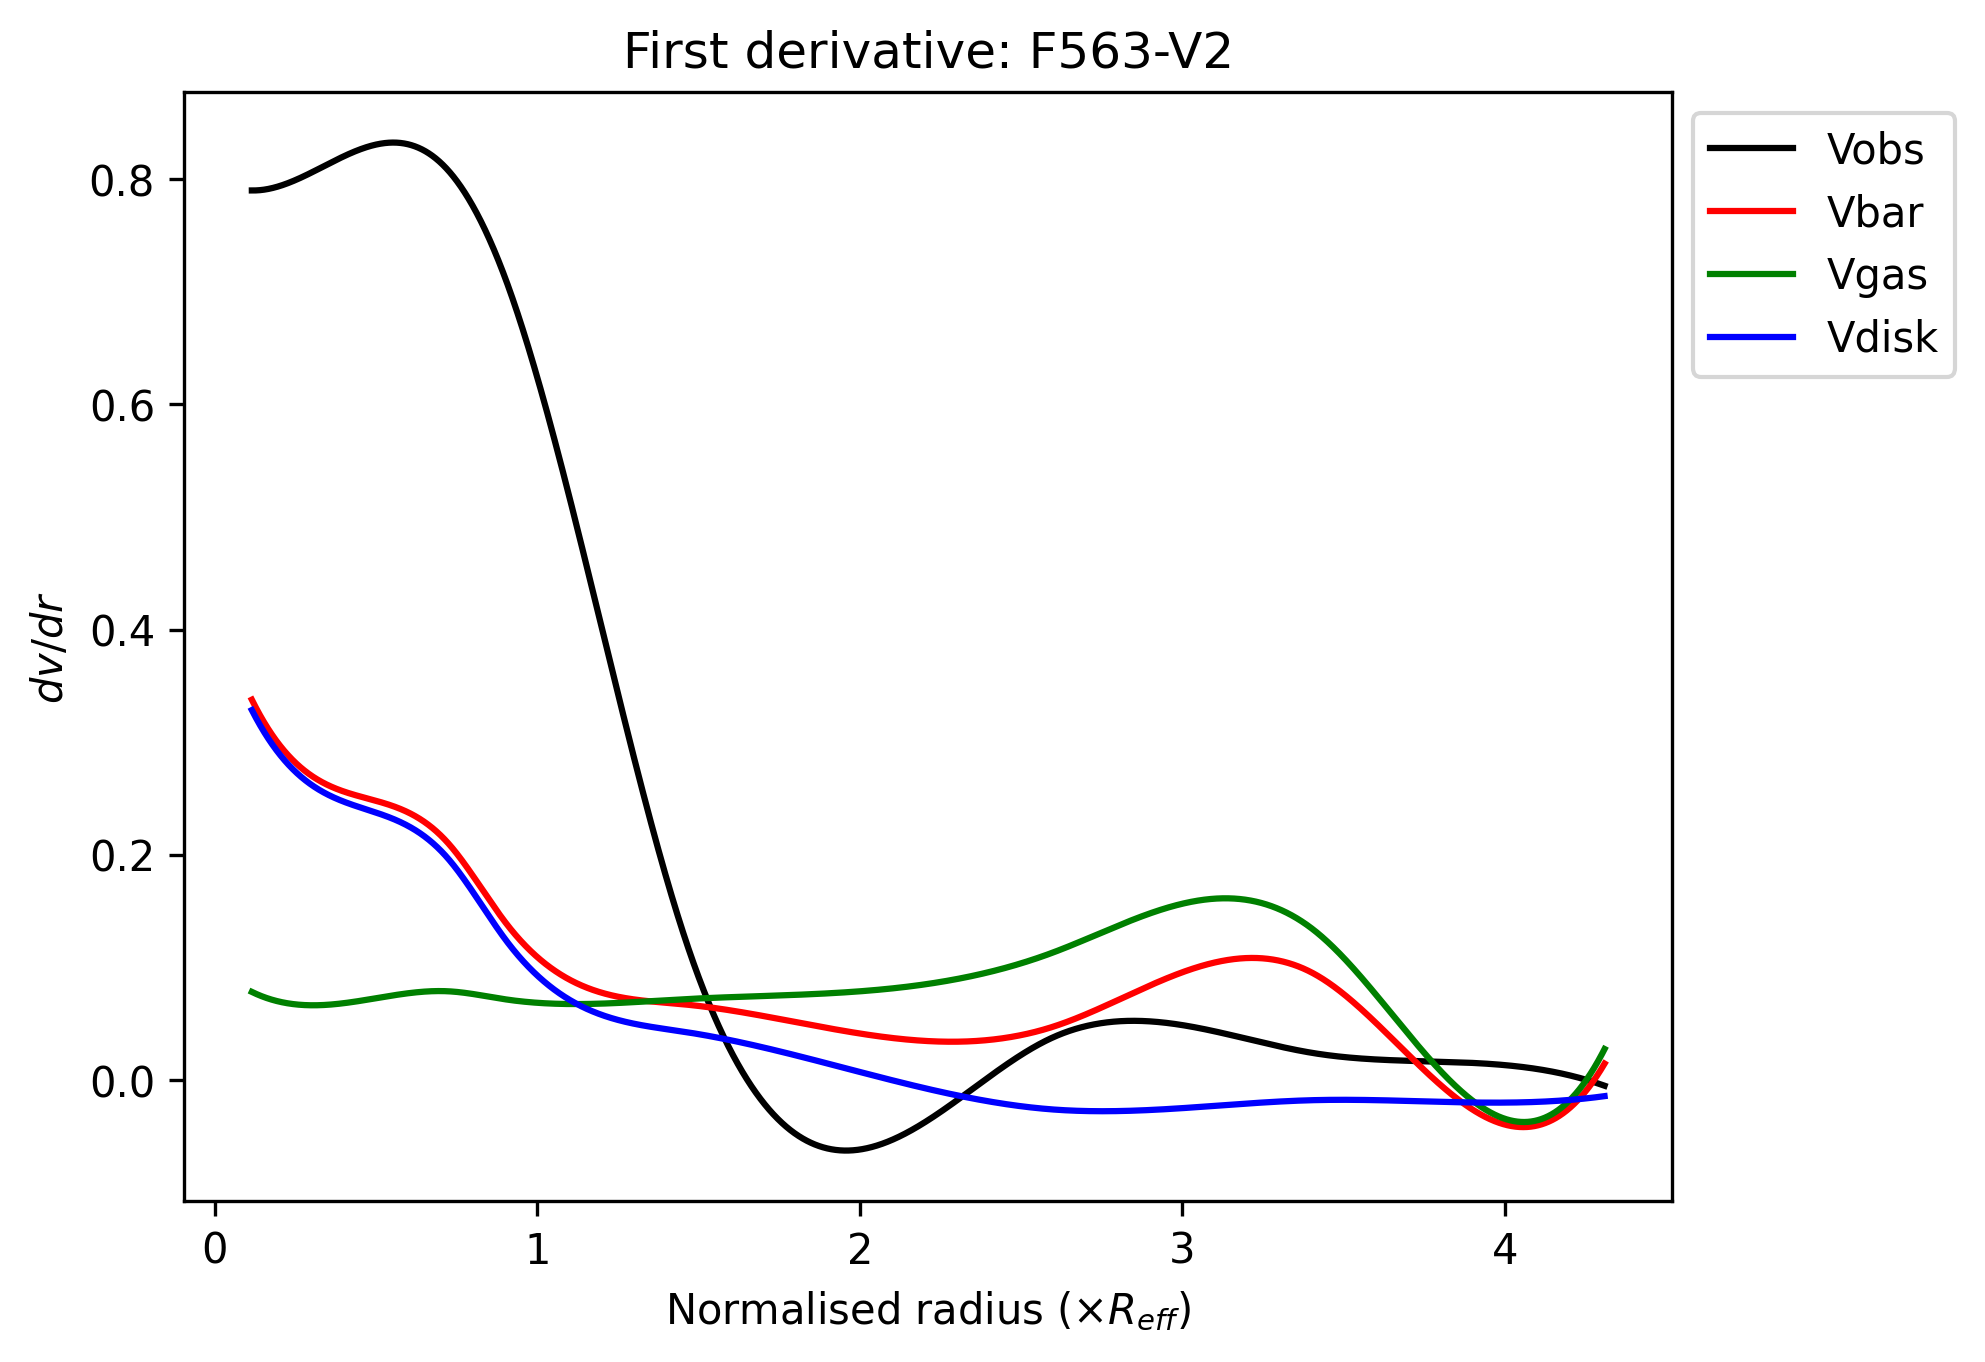 First derivative: F563-V2
Vobs
Vbar
Vgas
Vdisk
dv/dr
0.8
0.6
0.4
0.2
0.0
0 1 2 3 4
Normalised radius (×R_eff)